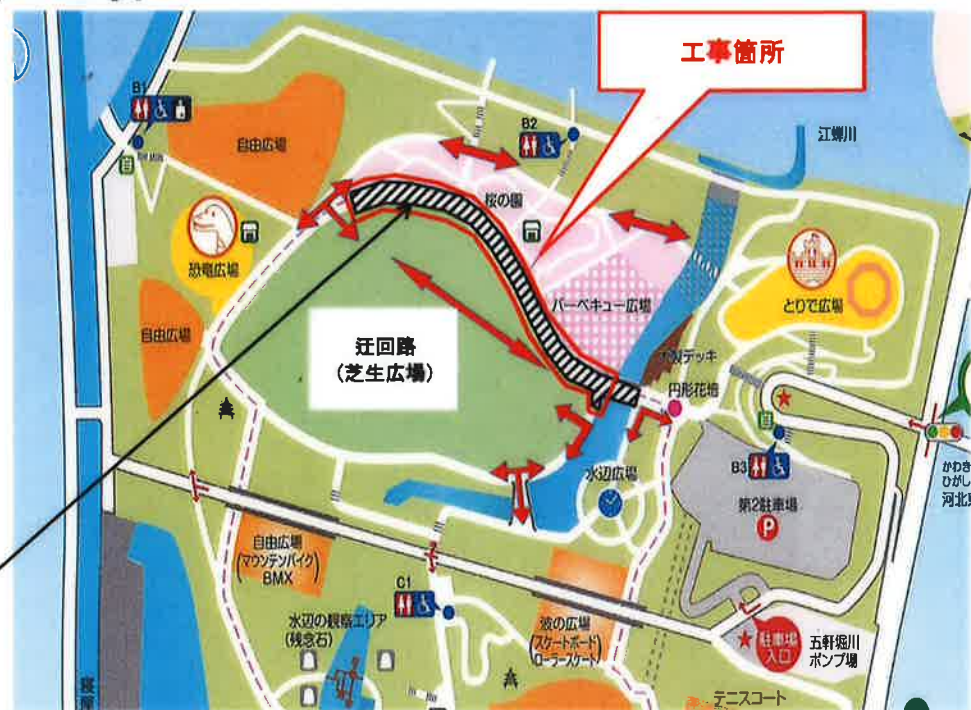 工事箇所
B1
自由広場
B2
江蝉川
桜の園
恐竜広場
バーベキュー広場
とりで広場
自由広場
迂回路
(芝生広場)
木製デッキ
円形花壇
B3
水辺広場
第2駐車場
P
かわき
ひがし
自由広場
(マウンテンバイク)
BMX
C1
水辺の観察エリア
(残念石)
波の広場
(スケートボード
ローラースケート)
駐車場
入口
五軒堀川
ポンプ場
寝屋
テニスコート